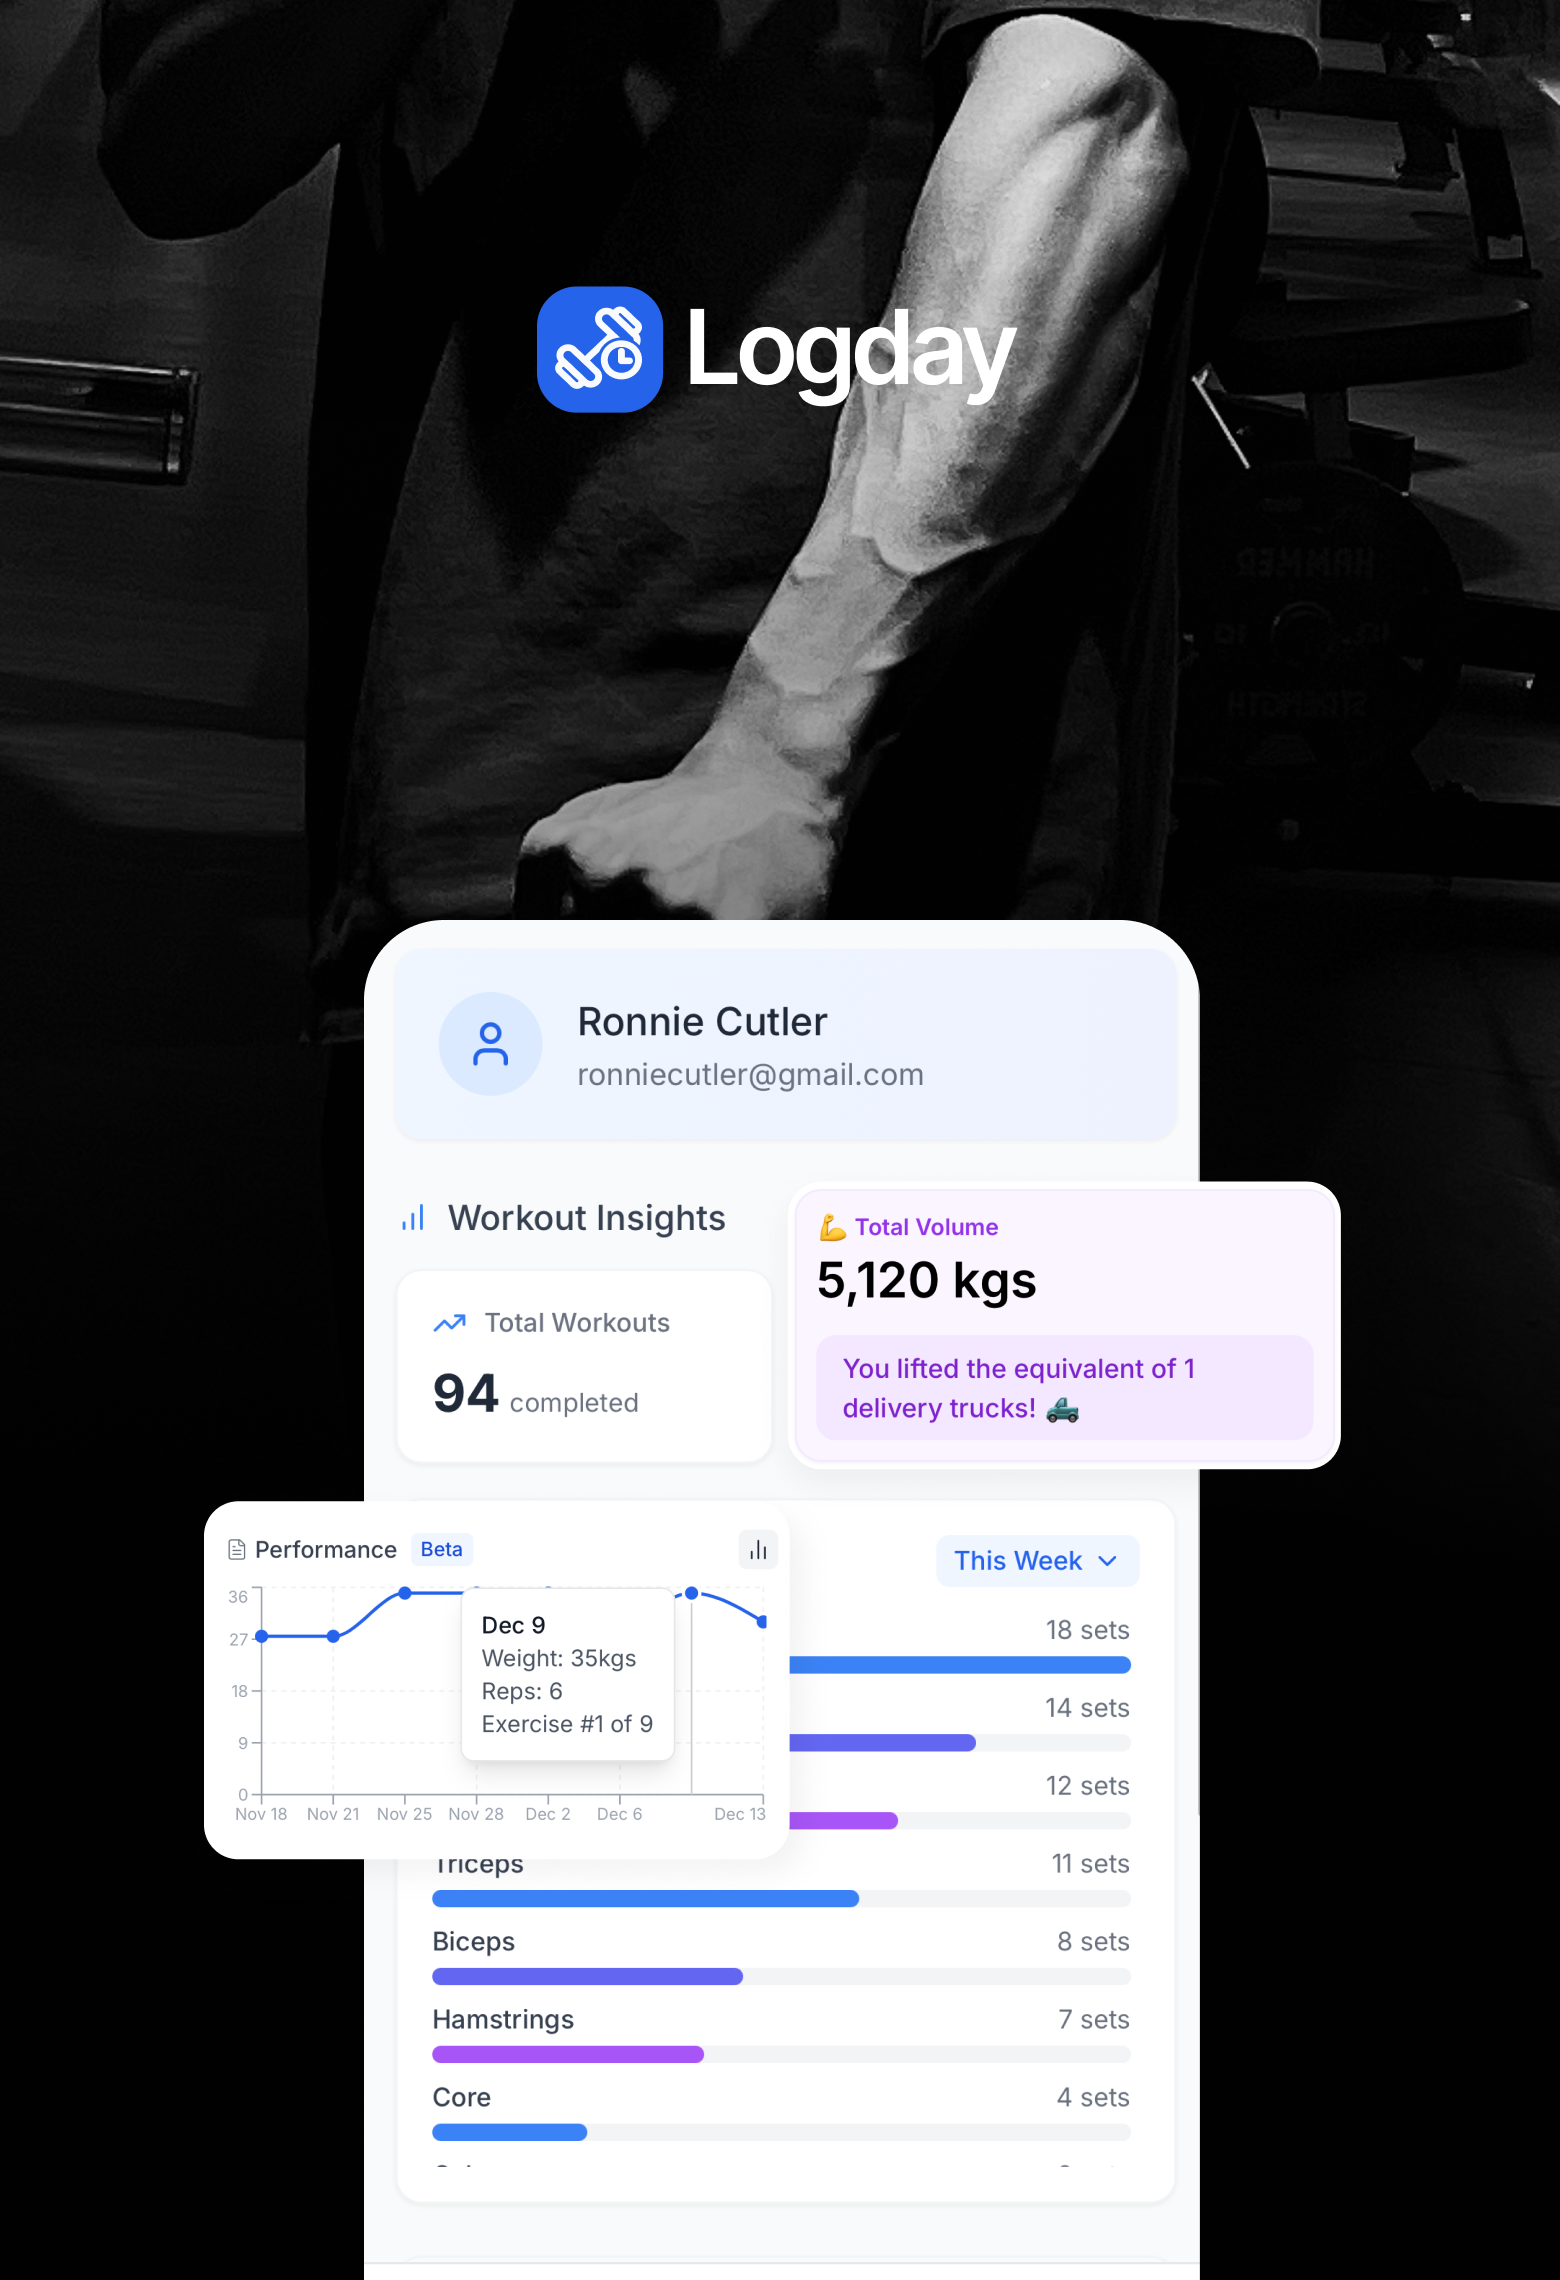 Logday
HAMMER
STRENGTH
Ronnie Cutler
ronniecutler@gmail.com
Workout Insights
💪 Total Volume
5,120 kgs
You lifted the equivalent of 1
delivery trucks! 🛻
Total Workouts
94 completed
Performance Beta
36
27
18
9
0
Dec 9
Weight: 35kgs
Reps: 6
Exercise #1 of 9
Nov 18 Nov 21 Nov 25 Nov 28 Dec 2 Dec 6 Dec 13
This Week
18 sets
14 sets
12 sets
Triceps 11 sets
Biceps 8 sets
Hamstrings 7 sets
Core 4 sets